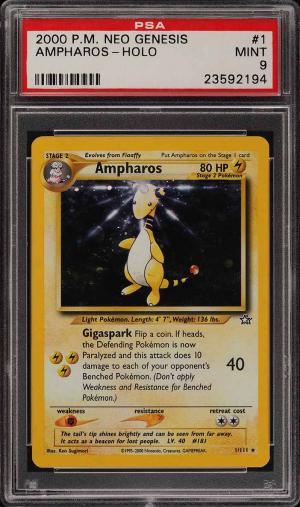 PSA
2000 P.M. NEO GENESIS #1
AMPHAROS - HOLO MINT
9
23592194
STAGE 2 Evolves from Flaaffy Put Ampharos on the Stage 1 card
Ampharos 80 HP
Stage 2 Pokémon
Light Pokémon. Length: 4' 7", Weight: 136 lbs.
Gigaspark Flip a coin. If heads,
the Defending Pokémon is now
Paralyzed and this attack does 10
damage to each of your opponent's
Benched Pokémon. (Don't apply
Weakness and Resistance for Benched
Pokémon.)
40
weakness resistance retreat cost
The tail's tip shines brightly and can be seen from far away.
It acts as a beacon for lost people. LV. 40 #181
Illus. Ken Sugimori ©1995-2000 Nintendo, Creatures, GAMEFREAK. 1/111 ★